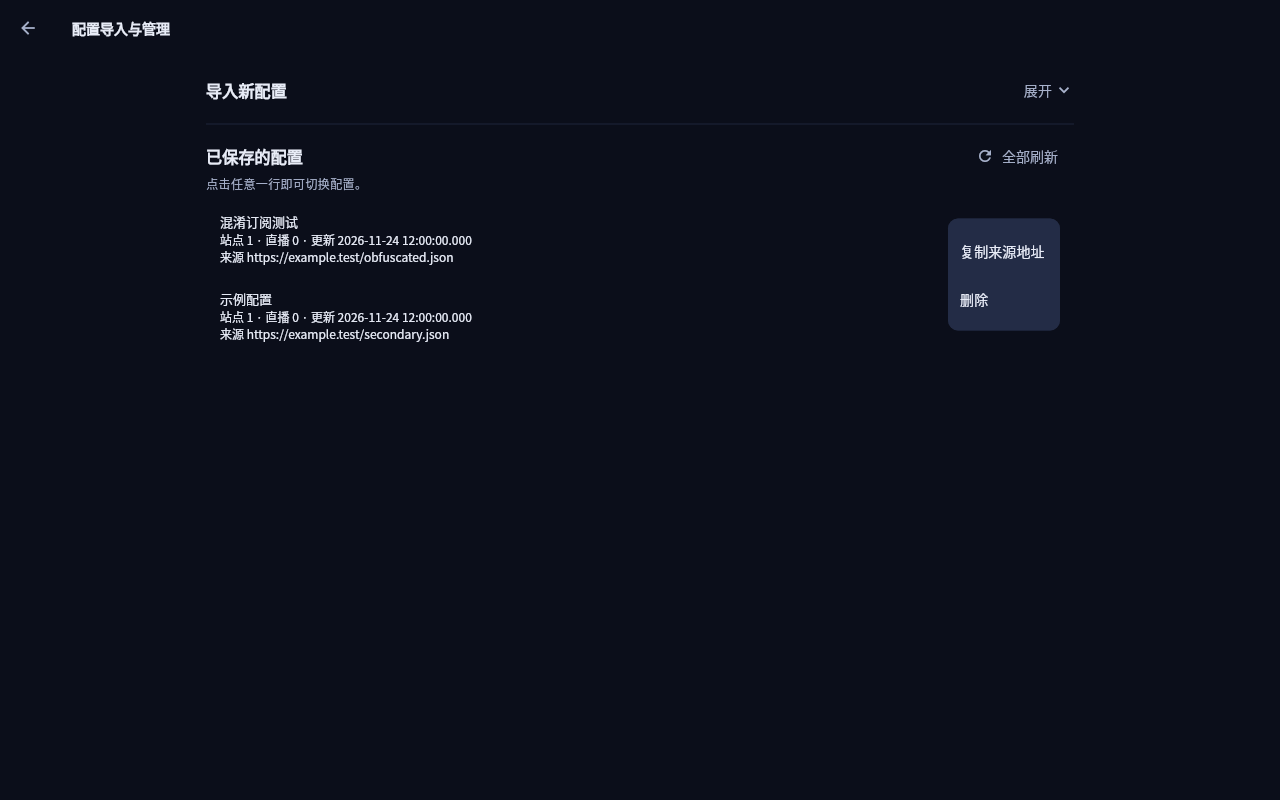 配置导入与管理
导入新配置
展开
已保存的配置
全部刷新
点击任意一行即可切换配置。
混淆订阅测试
站点 1 · 直播 0 · 更新 2026-11-24 12:00:00.000
来源 https://example.test/obfuscated.json
复制来源地址
示例配置
删除
站点 1 · 直播 0 · 更新 2026-11-24 12:00:00.000
来源 https://example.test/secondary.json